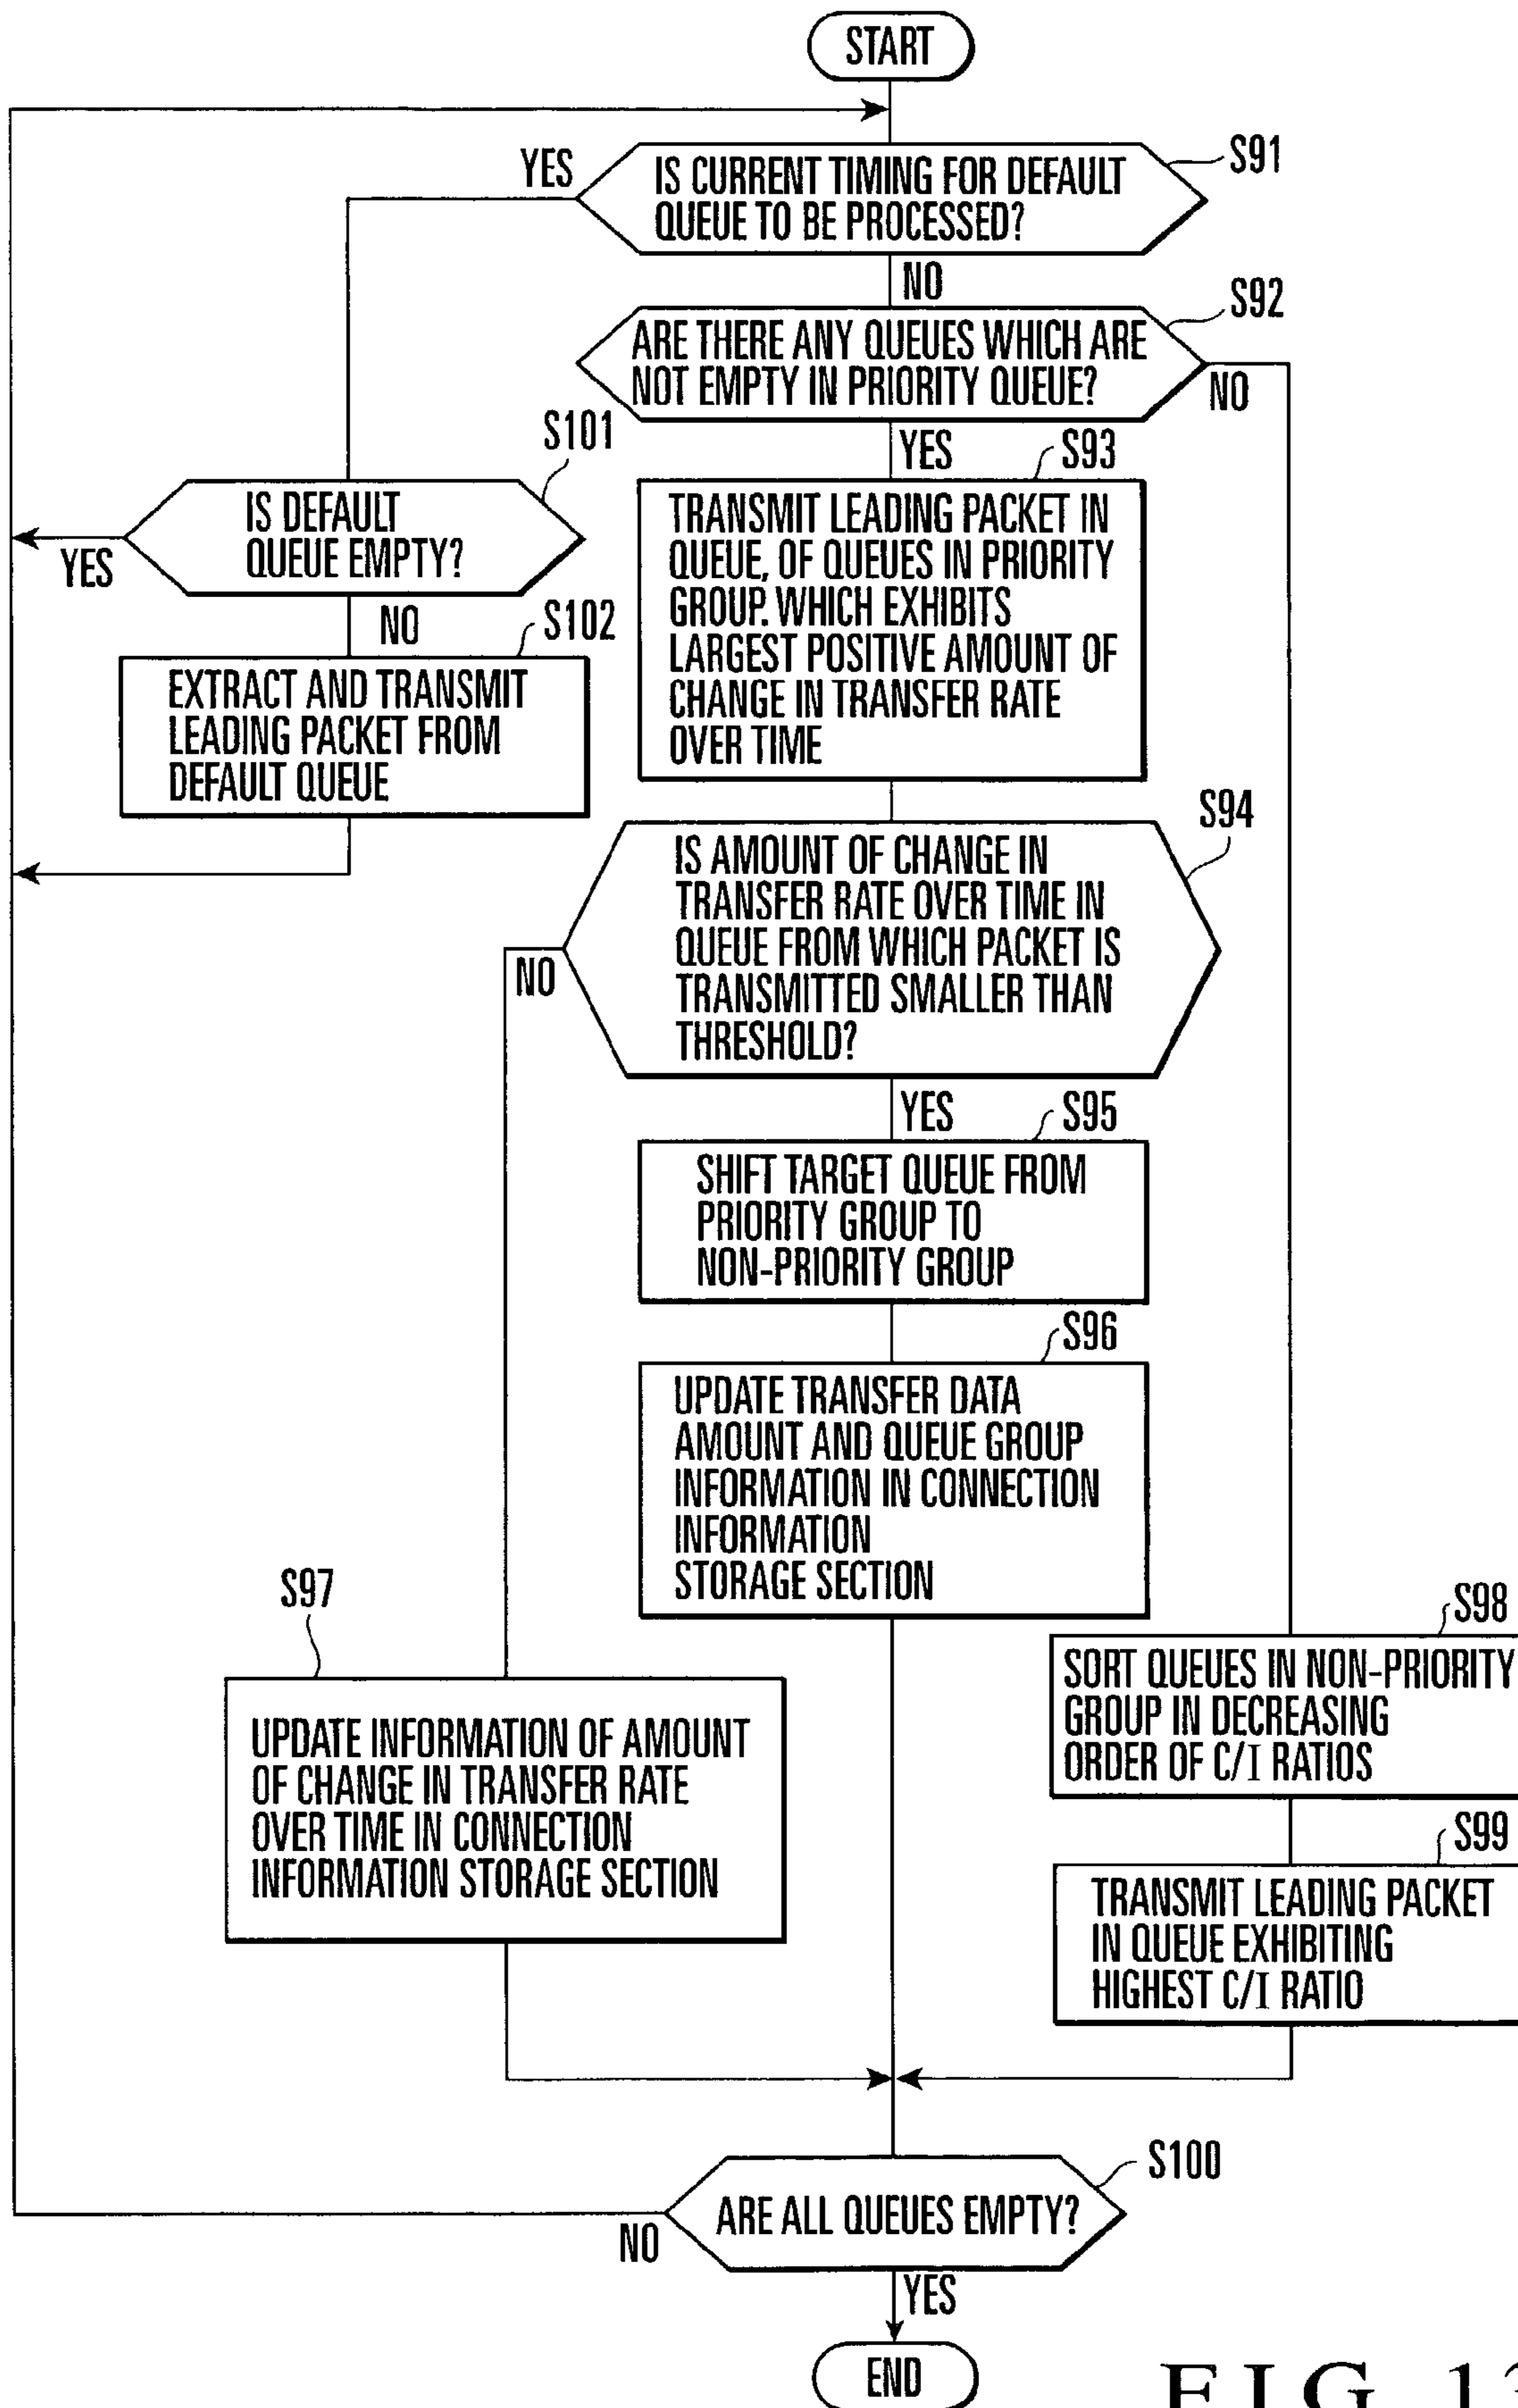 START
S91
YES
IS CURRENT TIMING FOR DEFAULT
QUEUE TO BE PROCESSED?
NO
S92
ARE THERE ANY QUEUES WHICH ARE
NOT EMPTY IN PRIORITY QUEUE?
NO
YES
S101
IS DEFAULT
QUEUE EMPTY?
YES
NO
S102
EXTRACT AND TRANSMIT
LEADING PACKET FROM
DEFAULT QUEUE
S93
TRANSMIT LEADING PACKET IN
QUEUE, OF QUEUES IN PRIORITY
GROUP. WHICH EXHIBITS
LARGEST POSITIVE AMOUNT OF
CHANGE IN TRANSFER RATE
OVER TIME
S94
IS AMOUNT OF CHANGE IN
TRANSFER RATE OVER TIME IN
QUEUE FROM WHICH PACKET IS
TRANSMITTED SMALLER THAN
THRESHOLD?
NO
YES
S95
SHIFT TARGET QUEUE FROM
PRIORITY GROUP TO
NON-PRIORITY GROUP
S96
UPDATE TRANSFER DATA
AMOUNT AND QUEUE GROUP
INFORMATION IN CONNECTION
INFORMATION
STORAGE SECTION
S97
UPDATE INFORMATION OF AMOUNT
OF CHANGE IN TRANSFER RATE
OVER TIME IN CONNECTION
INFORMATION STORAGE SECTION
S98
SORT QUEUES IN NON-PRIORITY
GROUP IN DECREASING
ORDER OF C/I RATIOS
S99
TRANSMIT LEADING PACKET
IN QUEUE EXHIBITING
HIGHEST C/I RATIO
S100
ARE ALL QUEUES EMPTY?
NO
YES
END
FIG